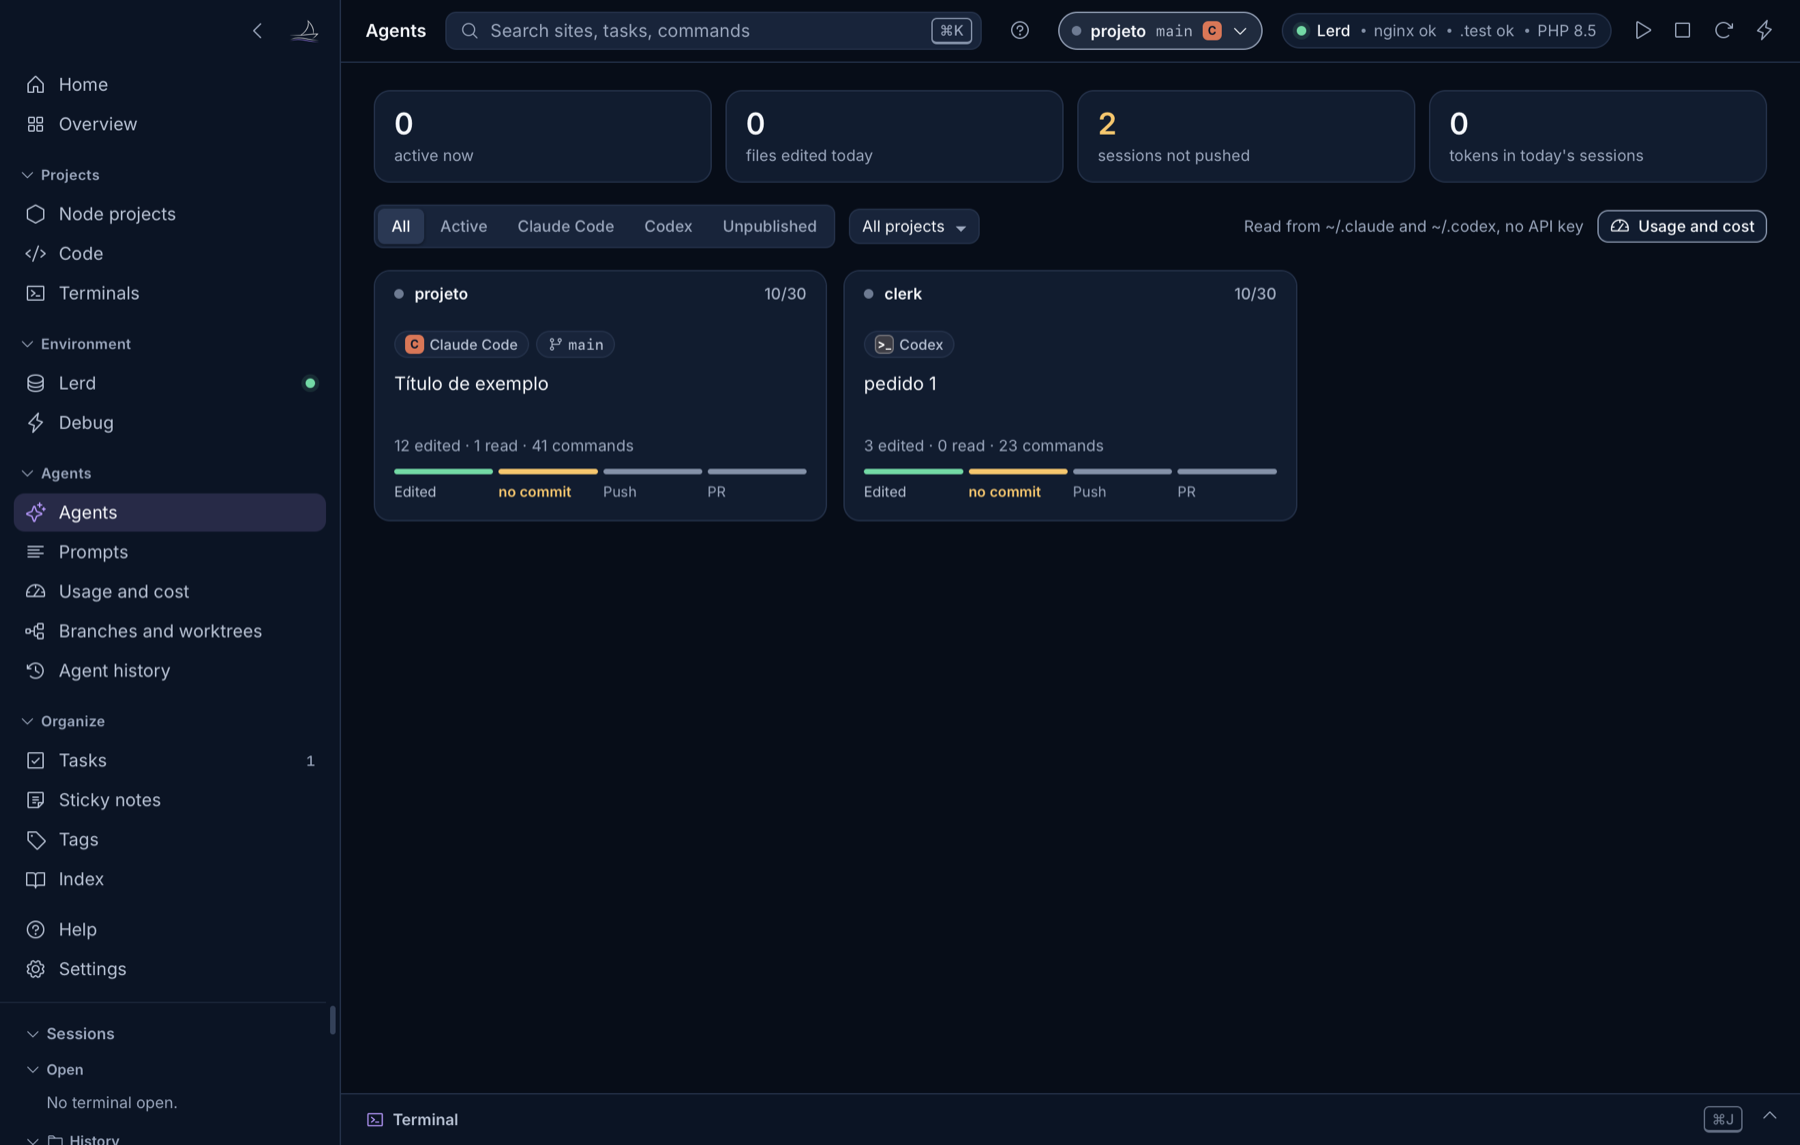 Agents
Search sites, tasks, commands
⌘K
projeto main C
Lerd • nginx ok • .test ok • PHP 8.5
Home
Overview
Projects
Node projects
Code
Terminals
Environment
Lerd
Debug
Agents
Agents
Prompts
Usage and cost
Branches and worktrees
Agent history
Organize
Tasks 1
Sticky notes
Tags
Index
Help
Settings
Sessions
Open
No terminal open.
History
0
active now
0
files edited today
2
sessions not pushed
0
tokens in today's sessions
All Active Claude Code Codex Unpublished
All projects
Read from ~/.claude and ~/.codex, no API key
Usage and cost
projeto 10/30
C Claude Code main
Título de exemplo
12 edited · 1 read · 41 commands
Edited no commit Push PR
clerk 10/30
>_ Codex
pedido 1
3 edited · 0 read · 23 commands
Edited no commit Push PR
Terminal
⌘J